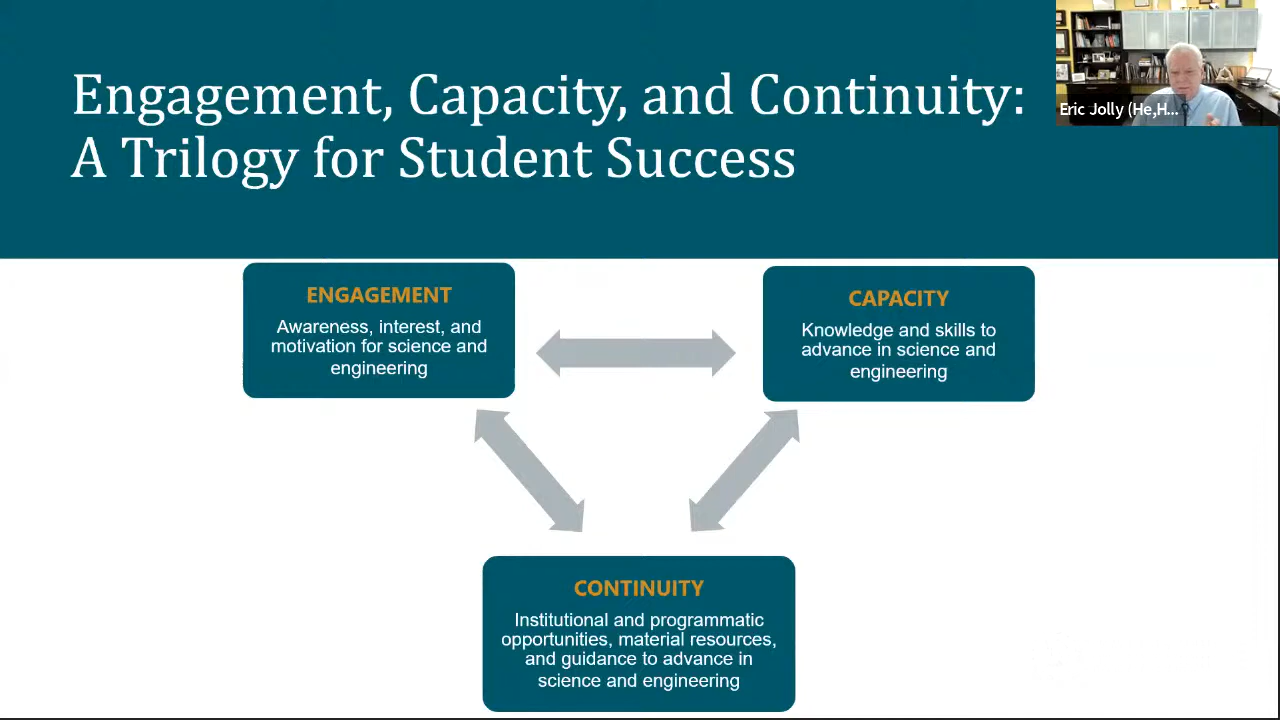 Engagement, Capacity, and Continuity:
A Trilogy for Student Success
Eric Jolly (He,H...
ENGAGEMENT
Awareness, interest, and
motivation for science and
engineering
CAPACITY
Knowledge and skills to
advance in science and
engineering
CONTINUITY
Institutional and programmatic
opportunities, material resources,
and guidance to advance in
science and engineering